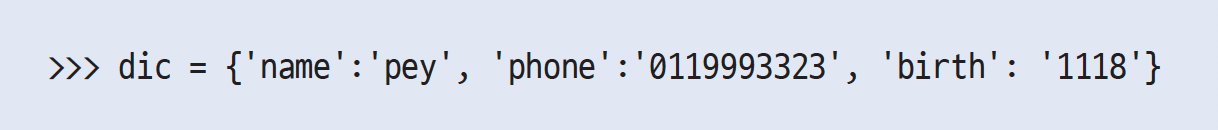 >>> dic = {'name':'pey', 'phone':'0119993323', 'birth': '1118'}